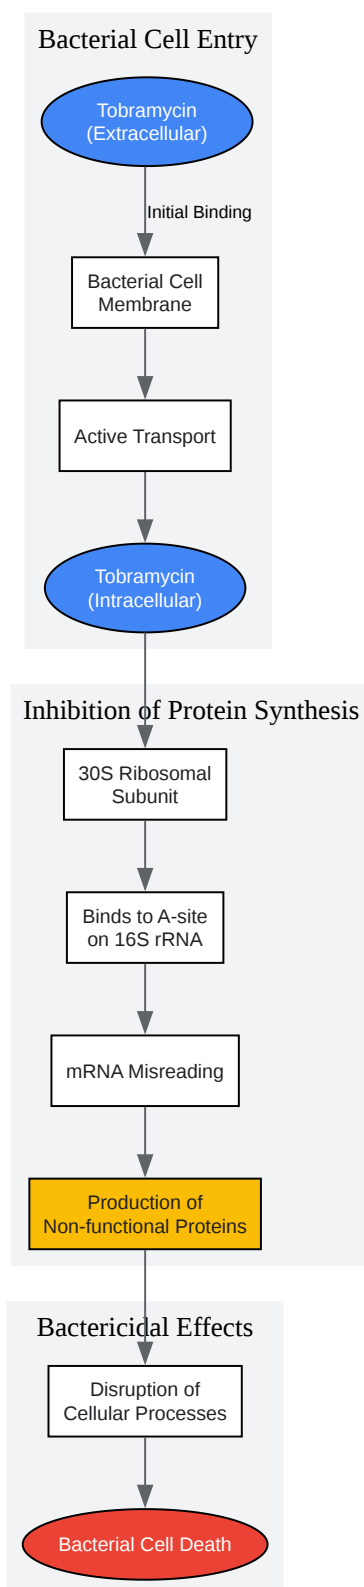 Bacterial Cell Entry
Tobramycin
(Extracellular)
Initial Binding
Bacterial Cell
Membrane
Active Transport
Tobramycin
(Intracellular)
Inhibition of Protein Synthesis
30S Ribosomal
Subunit
Binds to A-site
on 16S rRNA
mRNA Misreading
Production of
Non-functional Proteins
Bactericidal Effects
Disruption of
Cellular Processes
Bacterial Cell Death